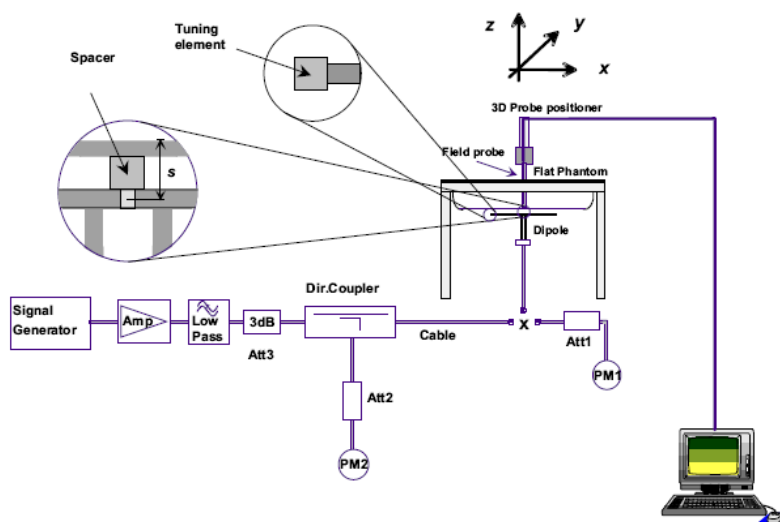 Tuning
element
z
y
x
Spacer
3D Probe positioner
s
Field probe
Flat Phantom
Dipole
Dir.Coupler
Signal
Generator
Amp
Low
Pass
3dB
Att3
Cable
x
Att1
PM1
Att2
PM2